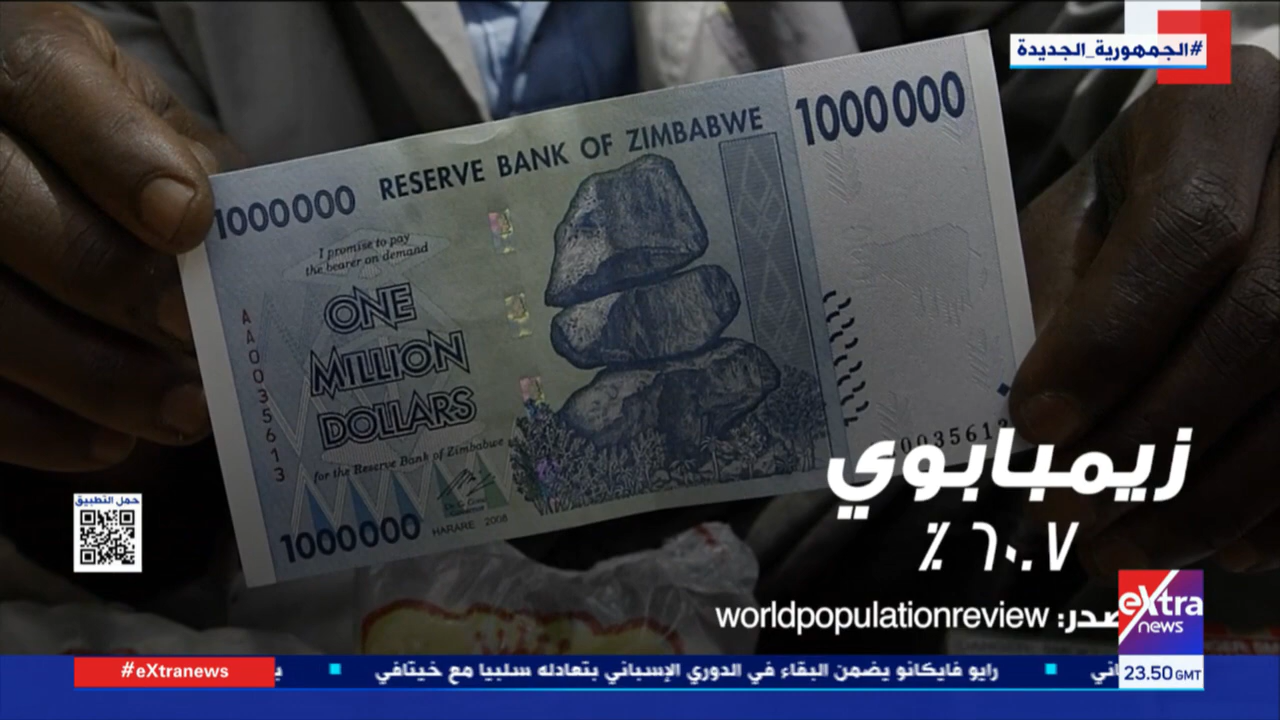 #الجمهورية_الجديدة
1000000
RESERVE BANK OF ZIMBABWE
1000000
I promise to pay
the bearer on demand
ONE
MILLION
DOLLARS
for the Reserve Bank of Zimbabwe
AA0035613
HARARE 2008
1000000
0035613
زيمبابوي
٦٠.٧ ٪
worldpopulationreview
حمل التطبيق
eXtra
news
23.50 GMT
#eXtranews
رايو فايكانو يضمن البقاء في الدوري الإسباني بتعادله سلبيا مع خيتافي